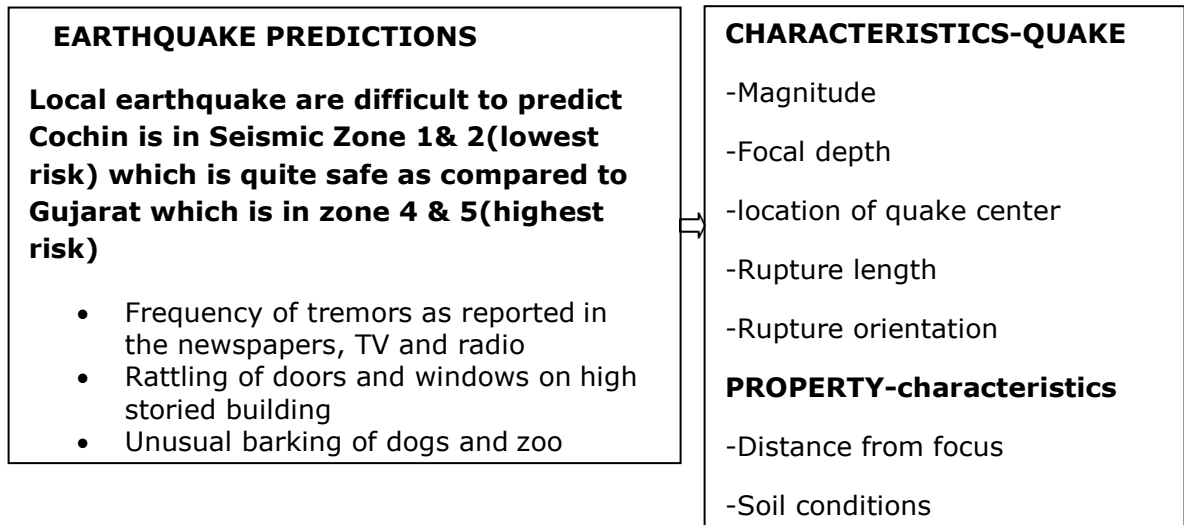 EARTHQUAKE PREDICTIONS
Local earthquake are difficult to predict
Cochin is in Seismic Zone 1& 2(lowest
risk) which is quite safe as compared to
Gujarat which is in zone 4 & 5(highest
risk)
• Frequency of tremors as reported in
the newspapers, TV and radio
• Rattling of doors and windows on high
storied building
• Unusual barking of dogs and zoo
CHARACTERISTICS-QUAKE
-Magnitude
-Focal depth
-location of quake center
-Rupture length
-Rupture orientation
PROPERTY-characteristics
-Distance from focus
-Soil conditions